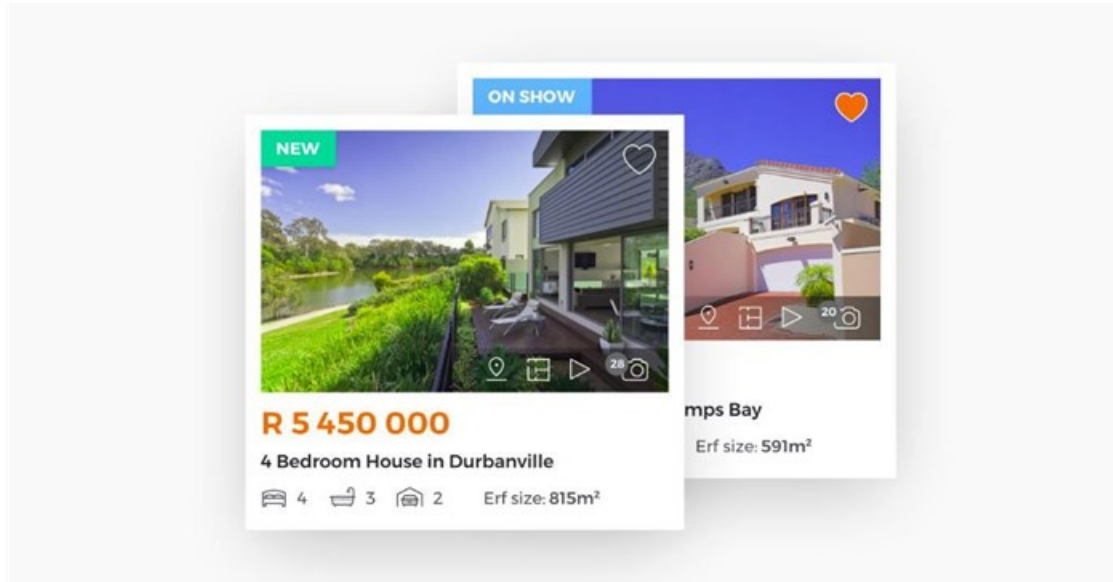 ON SHOW
NEW
20
28
R 5 450 000
4 Bedroom House in Durbanville
4 3 2 Erf size: 815m²
mps Bay
Erf size: 591m²